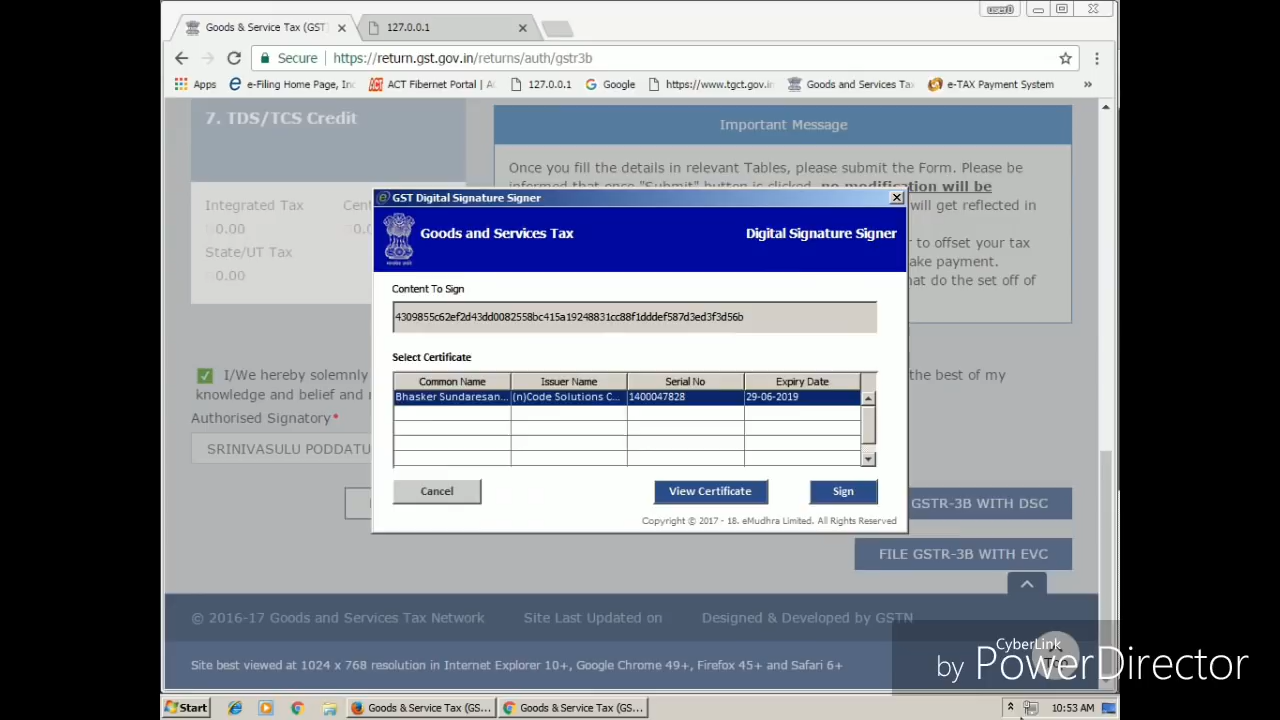 Goods & Service Tax (GST
127.0.0.1
Secure | https://return.gst.gov.in/returns/auth/gstr3b
Apps e-Filing Home Page, Inc ACT Fibernet Portal | Ac 127.0.0.1 Google https://www.tgct.gov.in Goods and Services Tax e-TAX Payment System »
7. TDS/TCS Credit
Important Message
Once you fill the details in relevant Tables, please submit the Form. Please be
informed that once "Submit" button is clicked, no modification will be
will get reflected in
r to offset your tax
ake payment.
hat do the set off of
Integrated Tax Cent
0.00 0.0
State/UT Tax
0.00
GST Digital Signature Signer
Goods and Services Tax
Digital Signature Signer
Content To Sign
4309855c62ef2d43dd0082558bc415a19248831cc88f1dddef587d3ed3f3d56b
Select Certificate
Common Name Issuer Name Serial No Expiry Date
Bhasker Sundaresan... (n)Code Solutions C... 1400047828 29-06-2019
Cancel View Certificate Sign
Copyright © 2017 - 18. eMudhra Limited. All Rights Reserved
I/We hereby solemnly the best of my
knowledge and belief and
Authorised Signatory*
SRINIVASULU PODDATU
GSTR-3B WITH DSC
FILE GSTR-3B WITH EVC
© 2016-17 Goods and Services Tax Network Site Last Updated on Designed & Developed by GSTN
Site best viewed at 1024 x 768 resolution in Internet Explorer 10+, Google Chrome 49+, Firefox 45+ and Safari 6+
CyberLink
by PowerDirector
Start Goods & Service Tax (GS... Goods & Service Tax (GS... 10:53 AM